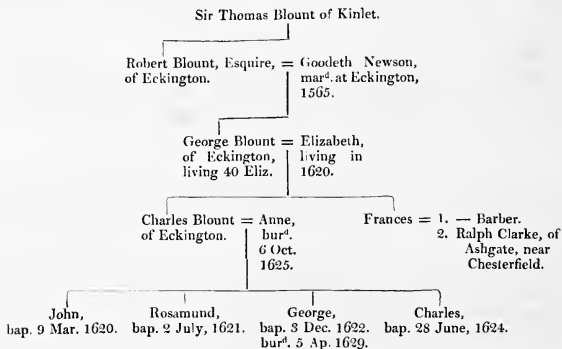 Sir Thomas Blount of Kinlet.
Robert Blount, Esquire, = Goodeth Newson,
of Eckington. mar^d. at Eckington,
1565.
George Blount = Elizabeth,
of Eckington, living in
living 40 Eliz. 1620.
Charles Blount = Anne, Frances = 1. — Barber.
of Eckington. bur^d. 2. Ralph Clarke, of
6 Oct. Ashgate, near
1625. Chesterfield.
John, Rosamund, George, Charles,
bap. 9 Mar. 1620. bap. 2 July, 1621. bap. 3 Dec. 1622. bap. 28 June, 1624.
bur^d. 5 Ap. 1629.